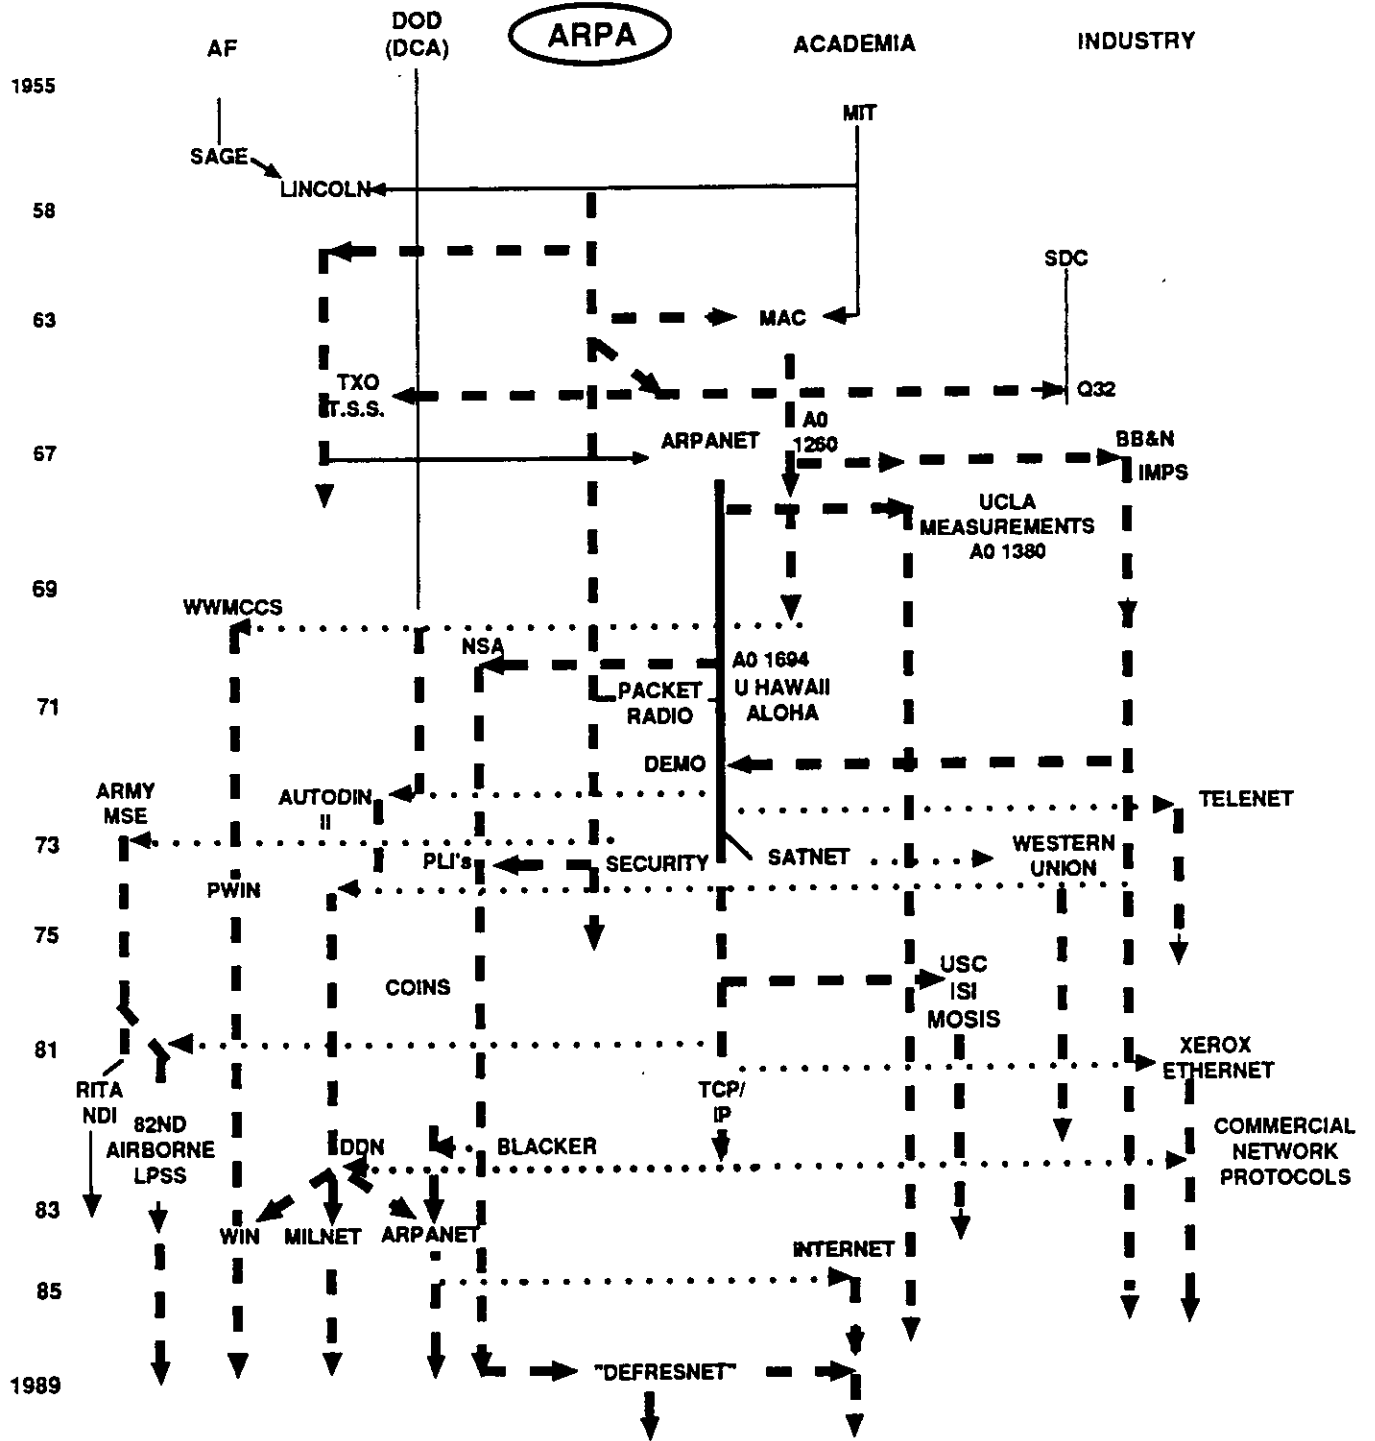 DOD
AF
(DCA)
ARPA
ACADEMIA
INDUSTRY
1955
MIT
SAGE
LINCOLN
58
SDC
63
MAC
TXO
T.S.S.
Q32
A0
1260
ARPANET
67
BB&N
IMPS
UCLA
MEASUREMENTS
A0 1380
69
WWMCCS
NSA
A0 1694
PACKET
RADIO
U HAWAII
ALOHA
71
DEMO
ARMY
MSE
AUTODIN
II
TELENET
73
PLI's
SECURITY
SATNET
WESTERN
UNION
PWIN
75
COINS
USC
ISI
MOSIS
81
XEROX
ETHERNET
RITA
NDI
TCP/
IP
82ND
AIRBORNE
LPSS
DDN
BLACKER
COMMERCIAL
NETWORK
PROTOCOLS
83
WIN
MILNET
ARPANET
INTERNET
85
"DEFRESNET"
1989